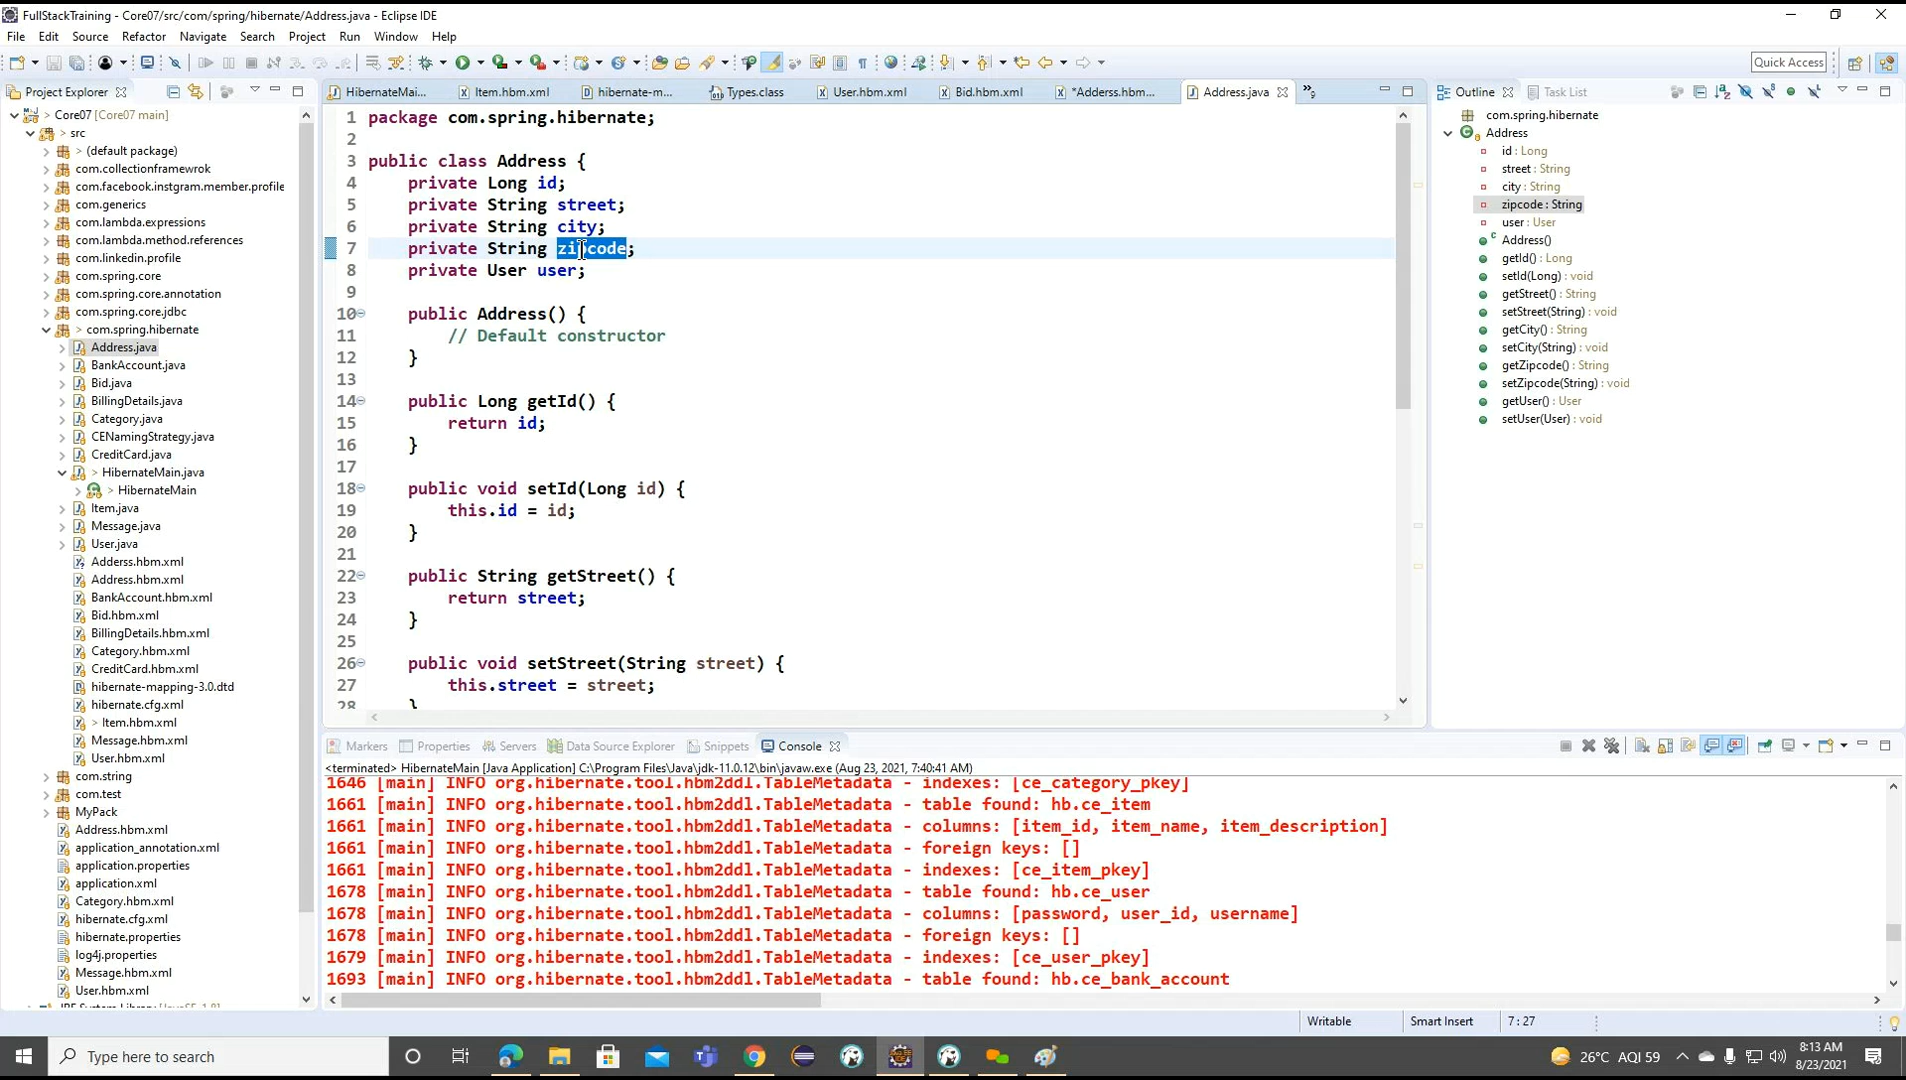 FullStackTraining - Core07/src/com/spring/hibernate/Address.java - Eclipse IDE
File Edit Source Refactor Navigate Search Project Run Window Help
Quick Access
Project Explorer
HibernateMai... Item.hbm.xml hibernate-m... Types.class User.hbm.xml Bid.hbm.xml *Adderss.hbm... Address.java
Outline Task List
Core07 [Core07 main]
src
> (default package)
com.collectionframewrok
com.facebook.instgram.member.profile
com.generics
com.lambda.expressions
com.lambda.method.references
com.linkedin.profile
com.spring.core
com.spring.core.annotation
com.spring.core.jdbc
com.spring.hibernate
Address.java
BankAccount.java
Bid.java
BillingDetails.java
Category.java
CENamingStrategy.java
CreditCard.java
> HibernateMain.java
> HibernateMain
Item.java
Message.java
User.java
Adderss.hbm.xml
Address.hbm.xml
BankAccount.hbm.xml
Bid.hbm.xml
BillingDetails.hbm.xml
Category.hbm.xml
CreditCard.hbm.xml
hibernate-mapping-3.0.dtd
hibernate.cfg.xml
> Item.hbm.xml
Message.hbm.xml
User.hbm.xml
com.string
com.test
MyPack
Address.hbm.xml
application_annotation.xml
application.properties
application.xml
Category.hbm.xml
hibernate.cfg.xml
hibernate.properties
log4j.properties
Message.hbm.xml
User.hbm.xml
1 package com.spring.hibernate;
2
3 public class Address {
4 private Long id;
5 private String street;
6 private String city;
7 private String zipcode;
8 private User user;
9
10 public Address() {
11 // Default constructor
12 }
13
14 public Long getId() {
15 return id;
16 }
17
18 public void setId(Long id) {
19 this.id = id;
20 }
21
22 public String getStreet() {
23 return street;
24 }
25
26 public void setStreet(String street) {
27 this.street = street;
28 }
com.spring.hibernate
Address
id : Long
street : String
city : String
zipcode : String
user : User
Address()
getId() : Long
setId(Long) : void
getStreet() : String
setStreet(String) : void
getCity() : String
setCity(String) : void
getZipcode() : String
setZipcode(String) : void
getUser() : User
setUser(User) : void
Markers Properties Servers Data Source Explorer Snippets Console
<terminated> HibernateMain [Java Application] C:\Program Files\Java\jdk-11.0.12\bin\javaw.exe (Aug 23, 2021, 7:40:41 AM)
1646 [main] INFO org.hibernate.tool.hbm2ddl.TableMetadata - indexes: [ce_category_pkey]
1661 [main] INFO org.hibernate.tool.hbm2ddl.TableMetadata - table found: hb.ce_item
1661 [main] INFO org.hibernate.tool.hbm2ddl.TableMetadata - columns: [item_id, item_name, item_description]
1661 [main] INFO org.hibernate.tool.hbm2ddl.TableMetadata - foreign keys: []
1661 [main] INFO org.hibernate.tool.hbm2ddl.TableMetadata - indexes: [ce_item_pkey]
1678 [main] INFO org.hibernate.tool.hbm2ddl.TableMetadata - table found: hb.ce_user
1678 [main] INFO org.hibernate.tool.hbm2ddl.TableMetadata - columns: [password, user_id, username]
1678 [main] INFO org.hibernate.tool.hbm2ddl.TableMetadata - foreign keys: []
1679 [main] INFO org.hibernate.tool.hbm2ddl.TableMetadata - indexes: [ce_user_pkey]
1693 [main] INFO org.hibernate.tool.hbm2ddl.TableMetadata - table found: hb.ce_bank_account
Writable Smart Insert 7 : 27
Type here to search
26°C AQI 59
8:13 AM
8/23/2021